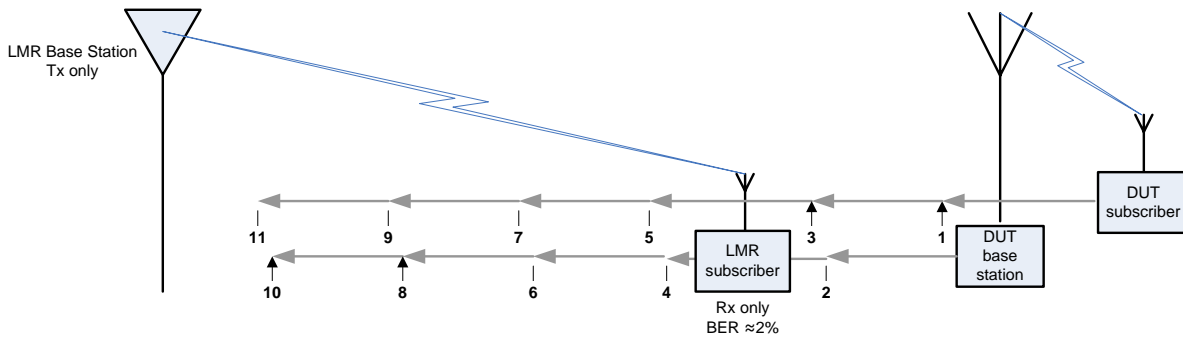 LMR Base Station
Tx only
DUT
subscriber
11
9
7
5
3
1
LMR
subscriber
DUT
base
station
10
8
6
4
2
Rx only
BER ≈2%